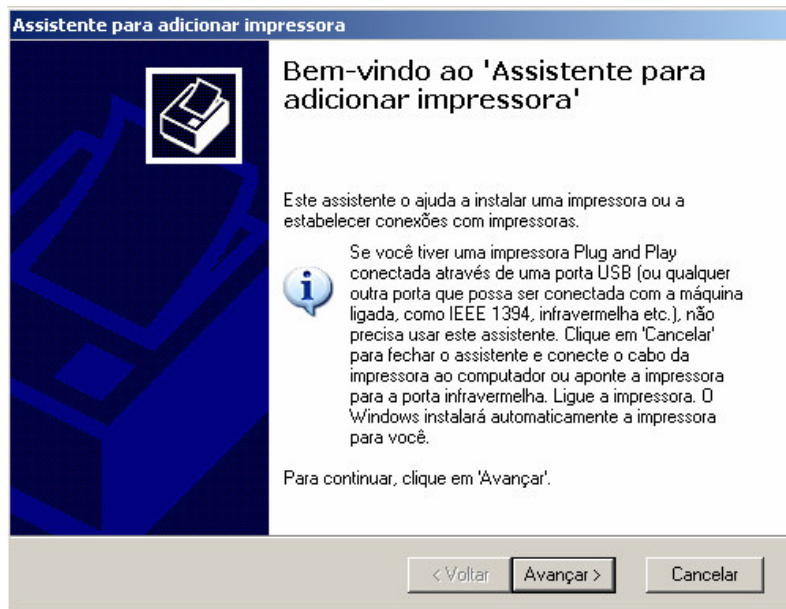 Assistente para adicionar impressora
Bem-vindo ao 'Assistente para
adicionar impressora'
Este assistente o ajuda a instalar uma impressora ou a
estabelecer conexões com impressoras.
Se você tiver uma impressora Plug and Play
conectada através de uma porta USB (ou qualquer
outra porta que possa ser conectada com a máquina
ligada, como IEEE 1394, infravermelha etc.), não
precisa usar este assistente. Clique em 'Cancelar'
para fechar o assistente e conecte o cabo da
impressora ao computador ou aponte a impressora
para a porta infravermelha. Ligue a impressora. O
Windows instalará automaticamente a impressora
para você.
Para continuar, clique em 'Avançar'.
< Voltar Avançar > Cancelar